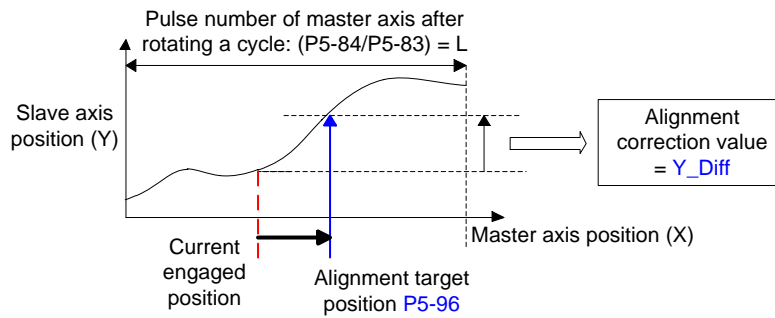 Pulse number of master axis after
rotating a cycle: (P5-84/P5-83) = L
Slave axis
position (Y)
Alignment
correction value
= Y_Diff
Master axis position (X)
Current
engaged
position
Alignment target
position P5-96